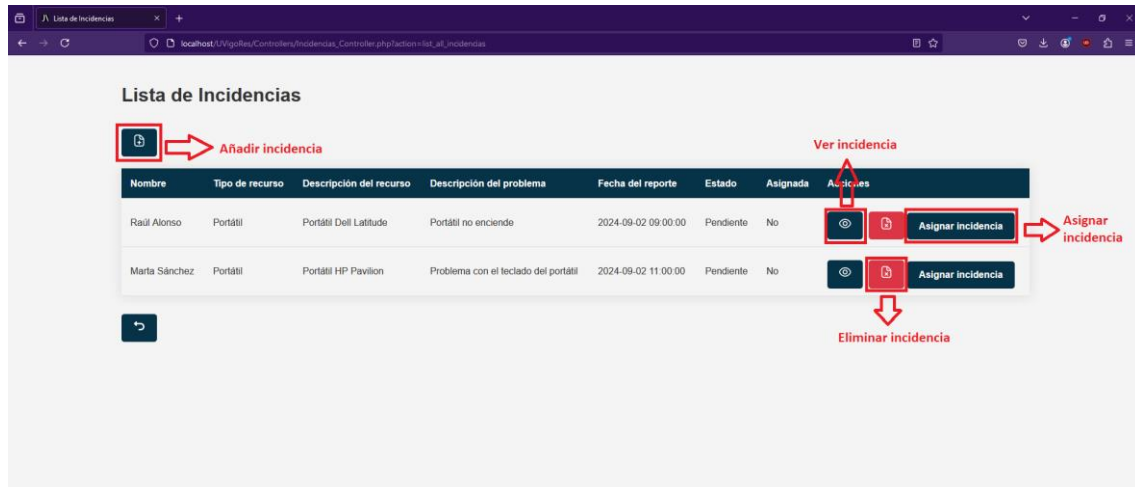 Lista de Incidencias
localhost/UVigoRes/Controllers/Incidencias_Controller.php?action=list_all_incidencias
Lista de Incidencias
Añadir incidencia
Ver incidencia
Nombre Tipo de recurso Descripción del recurso Descripción del problema Fecha del reporte Estado Asignada Acciones
Raúl Alonso Portátil Portátil Dell Latitude Portátil no enciende 2024-09-02 09:00:00 Pendiente No Asignar incidencia
Asignar incidencia
Marta Sánchez Portátil Portátil HP Pavilion Problema con el teclado del portátil 2024-09-02 11:00:00 Pendiente No Asignar incidencia
Eliminar incidencia